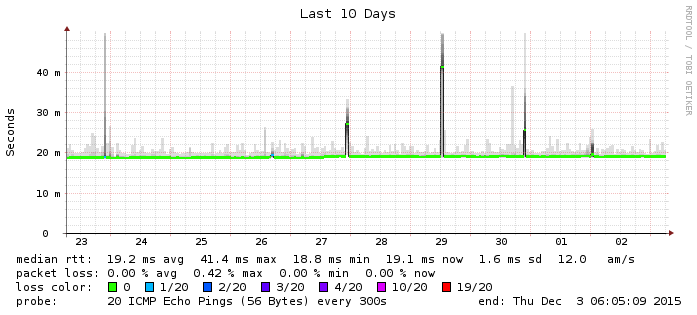 Last 10 Days
RRDTOOL / TOBI OETIKER
Seconds
40 m
30 m
20 m
10 m
0
23 24 25 26 27 28 29 30 01 02
median rtt: 19.2 ms avg 41.4 ms max 18.8 ms min 19.1 ms now 1.6 ms sd 12.0 am/s
packet loss: 0.00 % avg 0.42 % max 0.00 % min 0.00 % now
loss color: 0 1/20 2/20 3/20 4/20 10/20 19/20
probe: 20 ICMP Echo Pings (56 Bytes) every 300s end: Thu Dec 3 06:05:09 2015